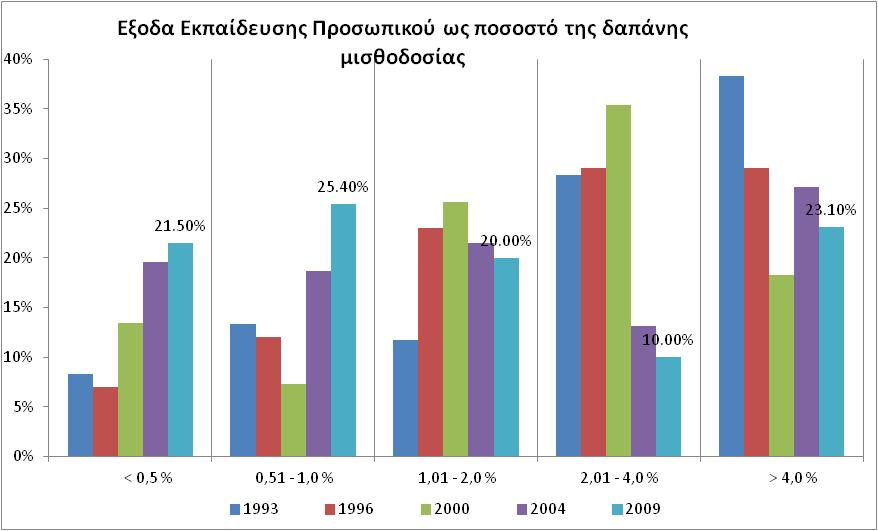 Εξοδα Εκπαίδευσης Προσωπικού ως ποσοστό της δαπάνης
μισθοδοσίας
40%
35%
30%
25%
20%
15%
10%
5%
0%
21.50%
25.40%
20.00%
10.00%
23.10%
< 0,5 %
0,51 - 1,0 %
1,01 - 2,0 %
2,01 - 4,0 %
> 4,0 %
1993
1996
2000
2004
2009